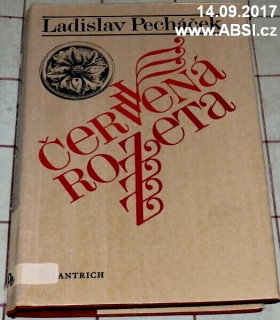 14.09.2017
www.ABSI.cz
Ladislav Pecháček
ČERVENÁ
ROZETA
ANTRICH